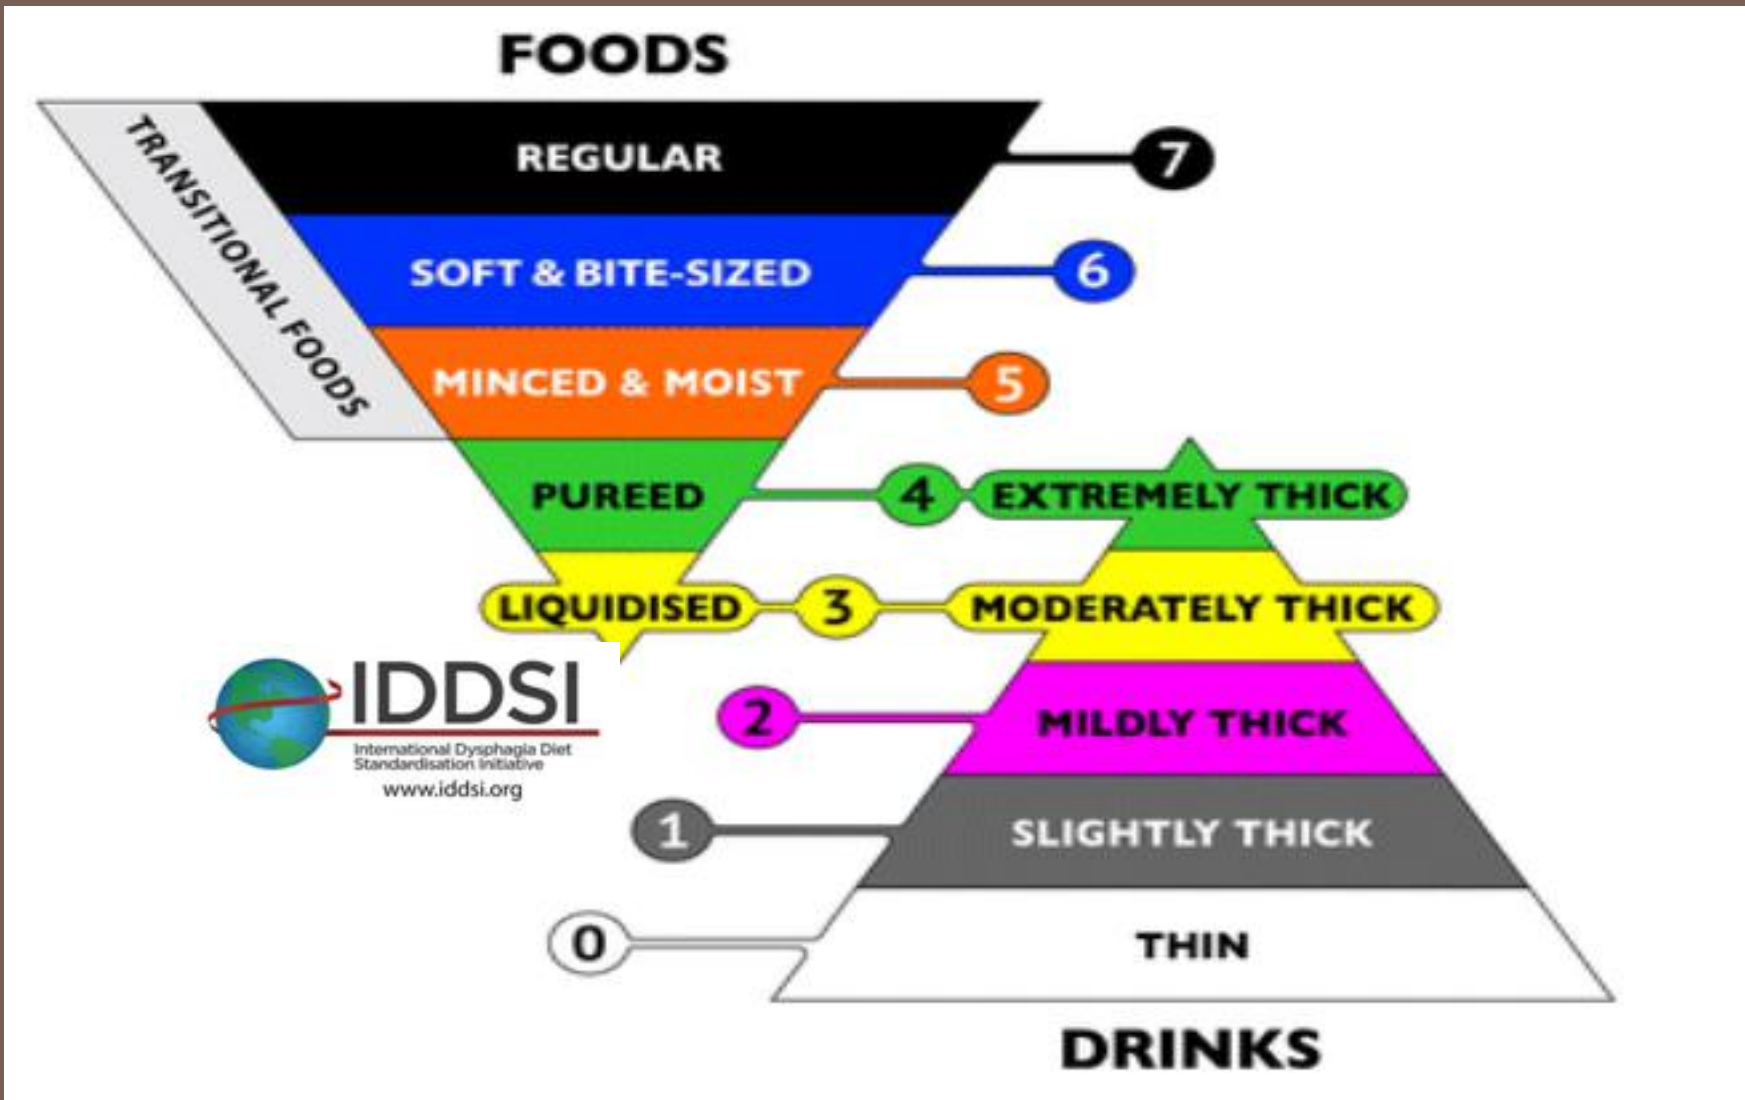 FOODS
TRANSITIONAL FOODS
REGULAR
7
SOFT & BITE-SIZED
6
MINCED & MOIST
5
PUREED
4
EXTREMELY THICK
LIQUIDISED
3
MODERATELY THICK
IDDSI
International Dysphagia Diet
Standardisation Initiative
www.iddsi.org
2
MILDLY THICK
1
SLIGHTLY THICK
0
THIN
DRINKS